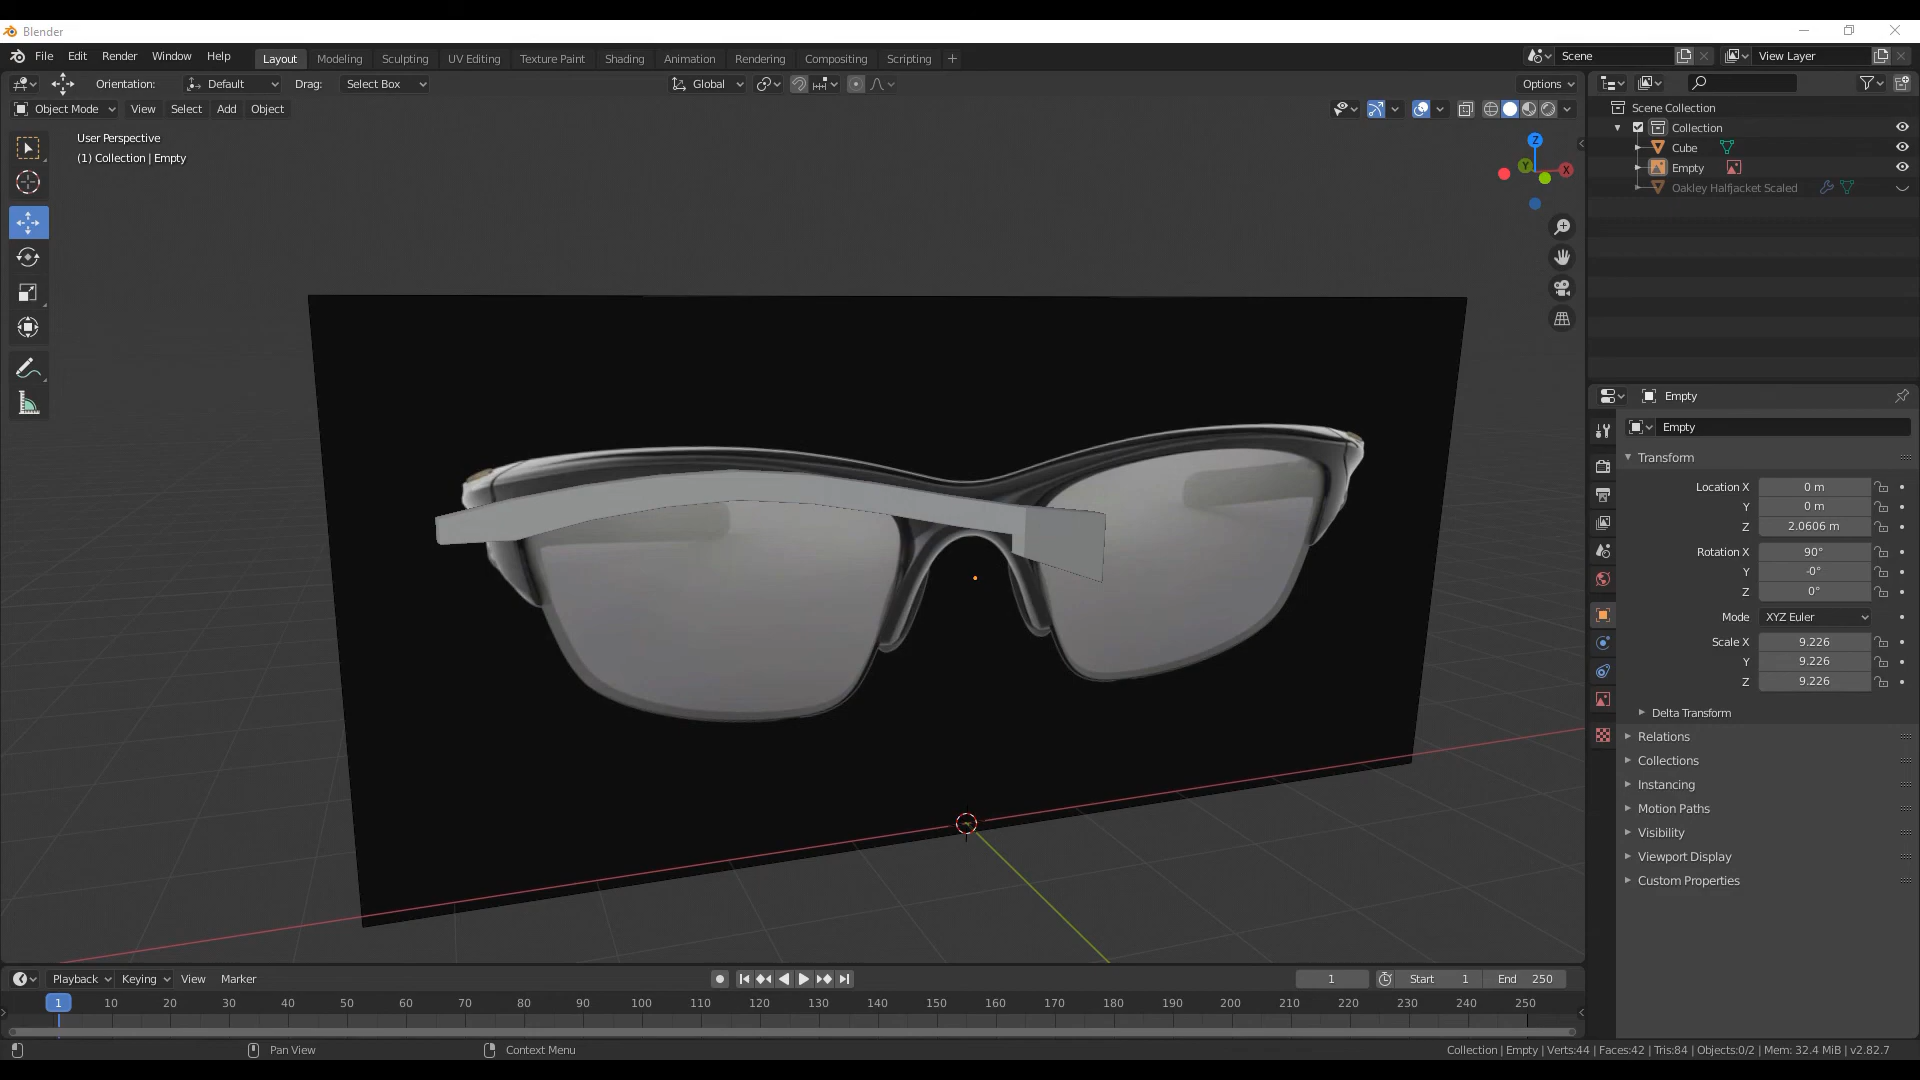 Blender
File Edit Render Window Help Layout Modeling Sculpting UV Editing Texture Paint Shading Animation Rendering Compositing Scripting + Scene View Layer
Orientation: Default Drag: Select Box Global Options
Object Mode View Select Add Object
User Perspective
(1) Collection | Empty
Z
Y
X
Scene Collection
Collection
Cube
Empty
Oakley Halfjacket Scaled
Empty
Empty
Transform
Location X 0 m
Y 0 m
Z 2.0606 m
Rotation X 90°
Y -0°
Z 0°
Mode XYZ Euler
Scale X 9.226
Y 9.226
Z 9.226
Delta Transform
Relations
Collections
Instancing
Motion Paths
Visibility
Viewport Display
Custom Properties
Playback Keying View Marker 1 Start 1 End 250
1 10 20 30 40 50 60 70 80 90 100 110 120 130 140 150 160 170 180 190 200 210 220 230 240 250
Pan View Context Menu Collection | Empty | Verts:44 | Faces:42 | Tris:84 | Objects:0/2 | Mem: 32.4 MiB | v2.82.7